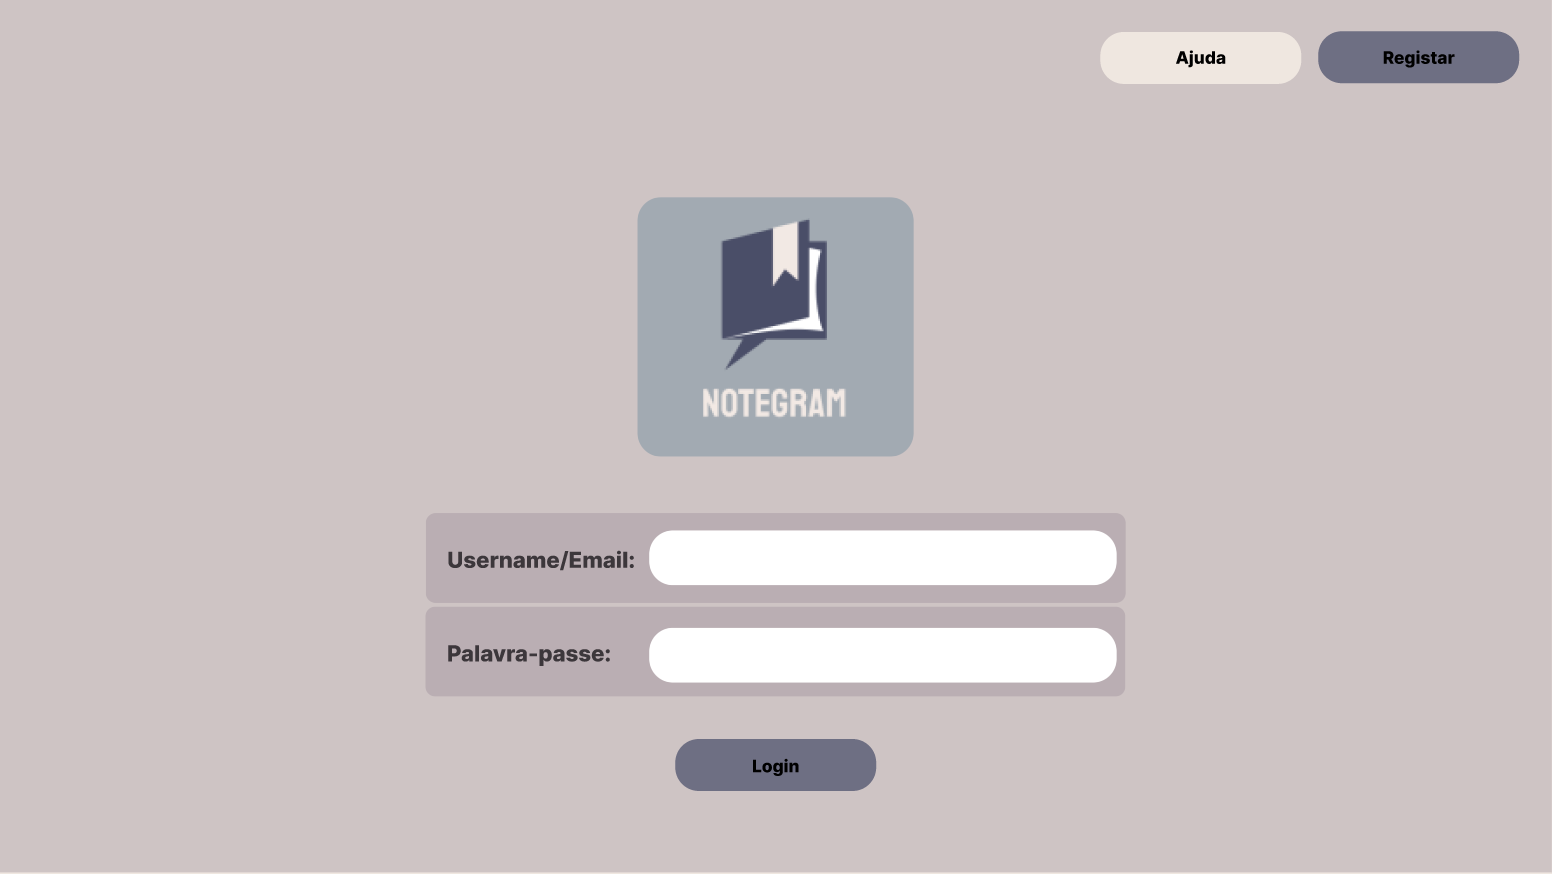 Ajuda
Registar
NOTEGRAM
Username/Email:
Palavra-passe:
Login